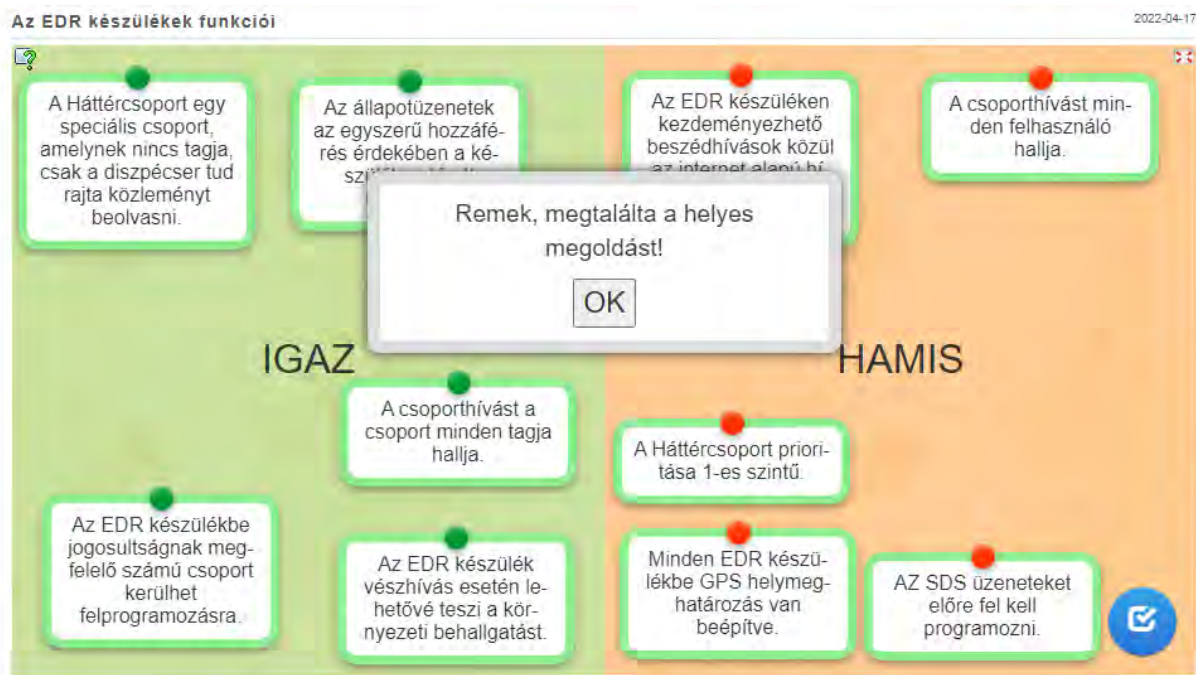 Az EDR készülékek funkciói
2022-04-17
A Háttércsoport egy
speciális csoport,
amelynek nincs tagja,
csak a diszpécser tud
rajta közleményt
beolvasni.
Az állapotüzenetek
az egyszerű hozzáfé-
rés érdekében a ké-
Az EDR készüléken
kezdeményezhető
beszédhívások közül
az internet alapú hí-
A csoporthívást min-
den felhasználó
hallja.
Remek, megtalálta a helyes
megoldást!
OK
IGAZ
HAMIS
A csoporthívást a
csoport minden tagja
hallja.
A Háttércsoport priori-
tása 1-es szintű.
Az EDR készülékbe
jogosultságnak meg-
felelő számú csoport
kerülhet
felprogramozásra.
Az EDR készülék
vészhívás esetén le-
hetővé teszi a kör-
nyezeti behallgatást.
Minden EDR készü-
lékbe GPS helymeg-
határozás van
beépítve.
AZ SDS üzeneteket
előre fel kell
programozni.